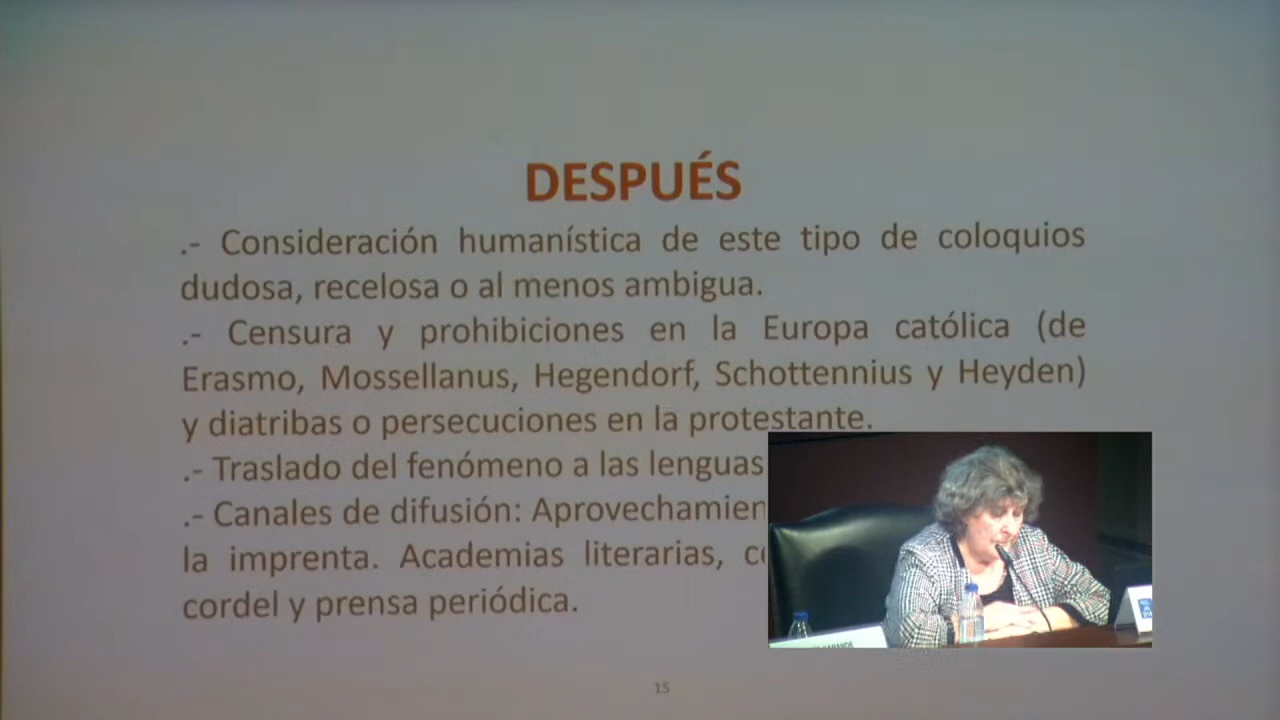 DESPUÉS
.- Consideración humanística de este tipo de coloquios
dudosa, recelosa o al menos ambigua.
.- Censura y prohibiciones en la Europa católica (de
Erasmo, Mossellanus, Hegendorf, Schottennius y Heyden)
y diatribas o persecuciones en la protestante.
.- Traslado del fenómeno a las lenguas
.- Canales de difusión: Aprovechamien
la imprenta. Academias literarias,
cordel y prensa periódica.
15